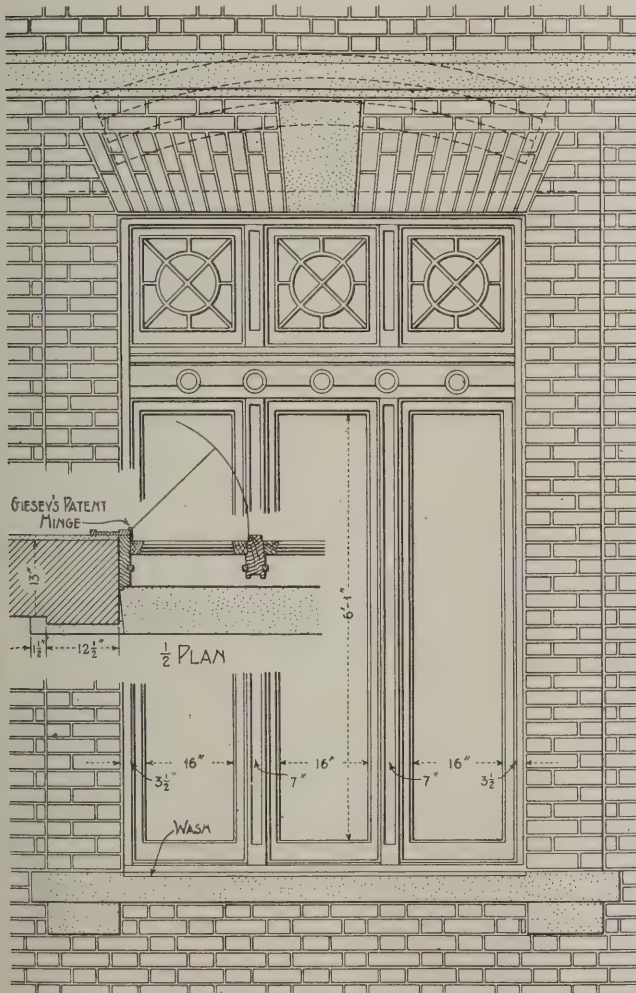 GIESEY'S PATENT
HINGE
13"
1½" 12½"
½ PLAN
6'-1"
16" 16" 16"
3½" 7" 7" 3½
WASH